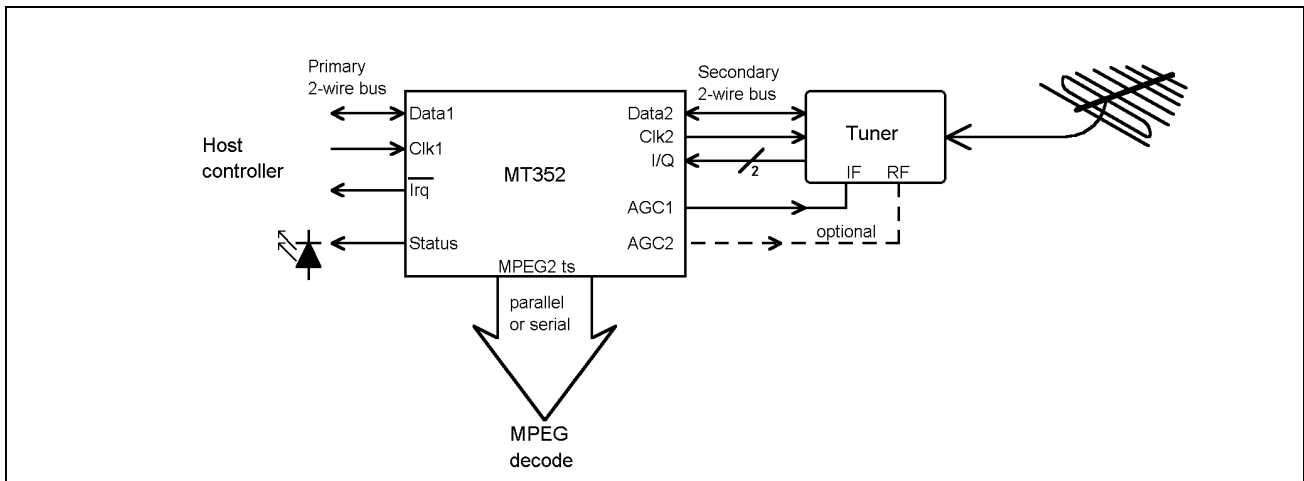 Primary
2-wire bus
Secondary
2-wire bus
Data1
Data2
Clk2
Tuner
Host
controller
Clk1
I/Q
2
MT352
IF RF
Irq
AGC1
optional
Status
AGC2
MPEG2 ts
parallel
or serial
MPEG
decode